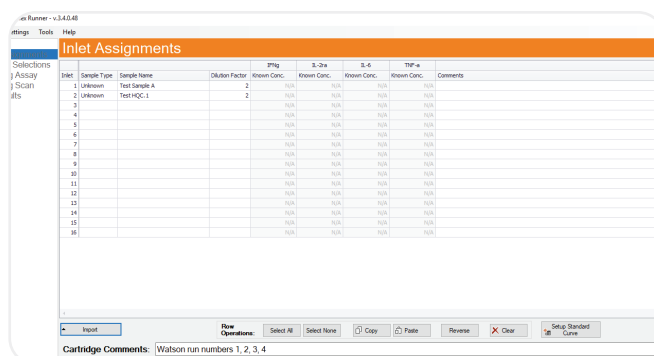 ex Runner - v.3.4.0.48
ttings Tools Help
Inlet Assignments
Selections
Assay
Scan
lts
IFNg IL-2ra IL-6 TNF-a
Inlet Sample Type Sample Name Dilution Factor Known Conc. Known Conc. Known Conc. Known Conc. Comments
1 Unknown Test Sample A 2 N/A N/A N/A N/A
2 Unknown Test HQC-1 2 N/A N/A N/A N/A
3 N/A N/A N/A N/A
4 N/A N/A N/A N/A
5 N/A N/A N/A N/A
6 N/A N/A N/A N/A
7 N/A N/A N/A N/A
8 N/A N/A N/A N/A
9 N/A N/A N/A N/A
10 N/A N/A N/A N/A
11 N/A N/A N/A N/A
12 N/A N/A N/A N/A
13 N/A N/A N/A N/A
14 N/A N/A N/A N/A
15 N/A N/A N/A N/A
16 N/A N/A N/A N/A
Import Row Operations: Select All Select None Copy Paste Reverse Clear Setup Standard Curve
Cartridge Comments: Watson run numbers 1, 2, 3, 4